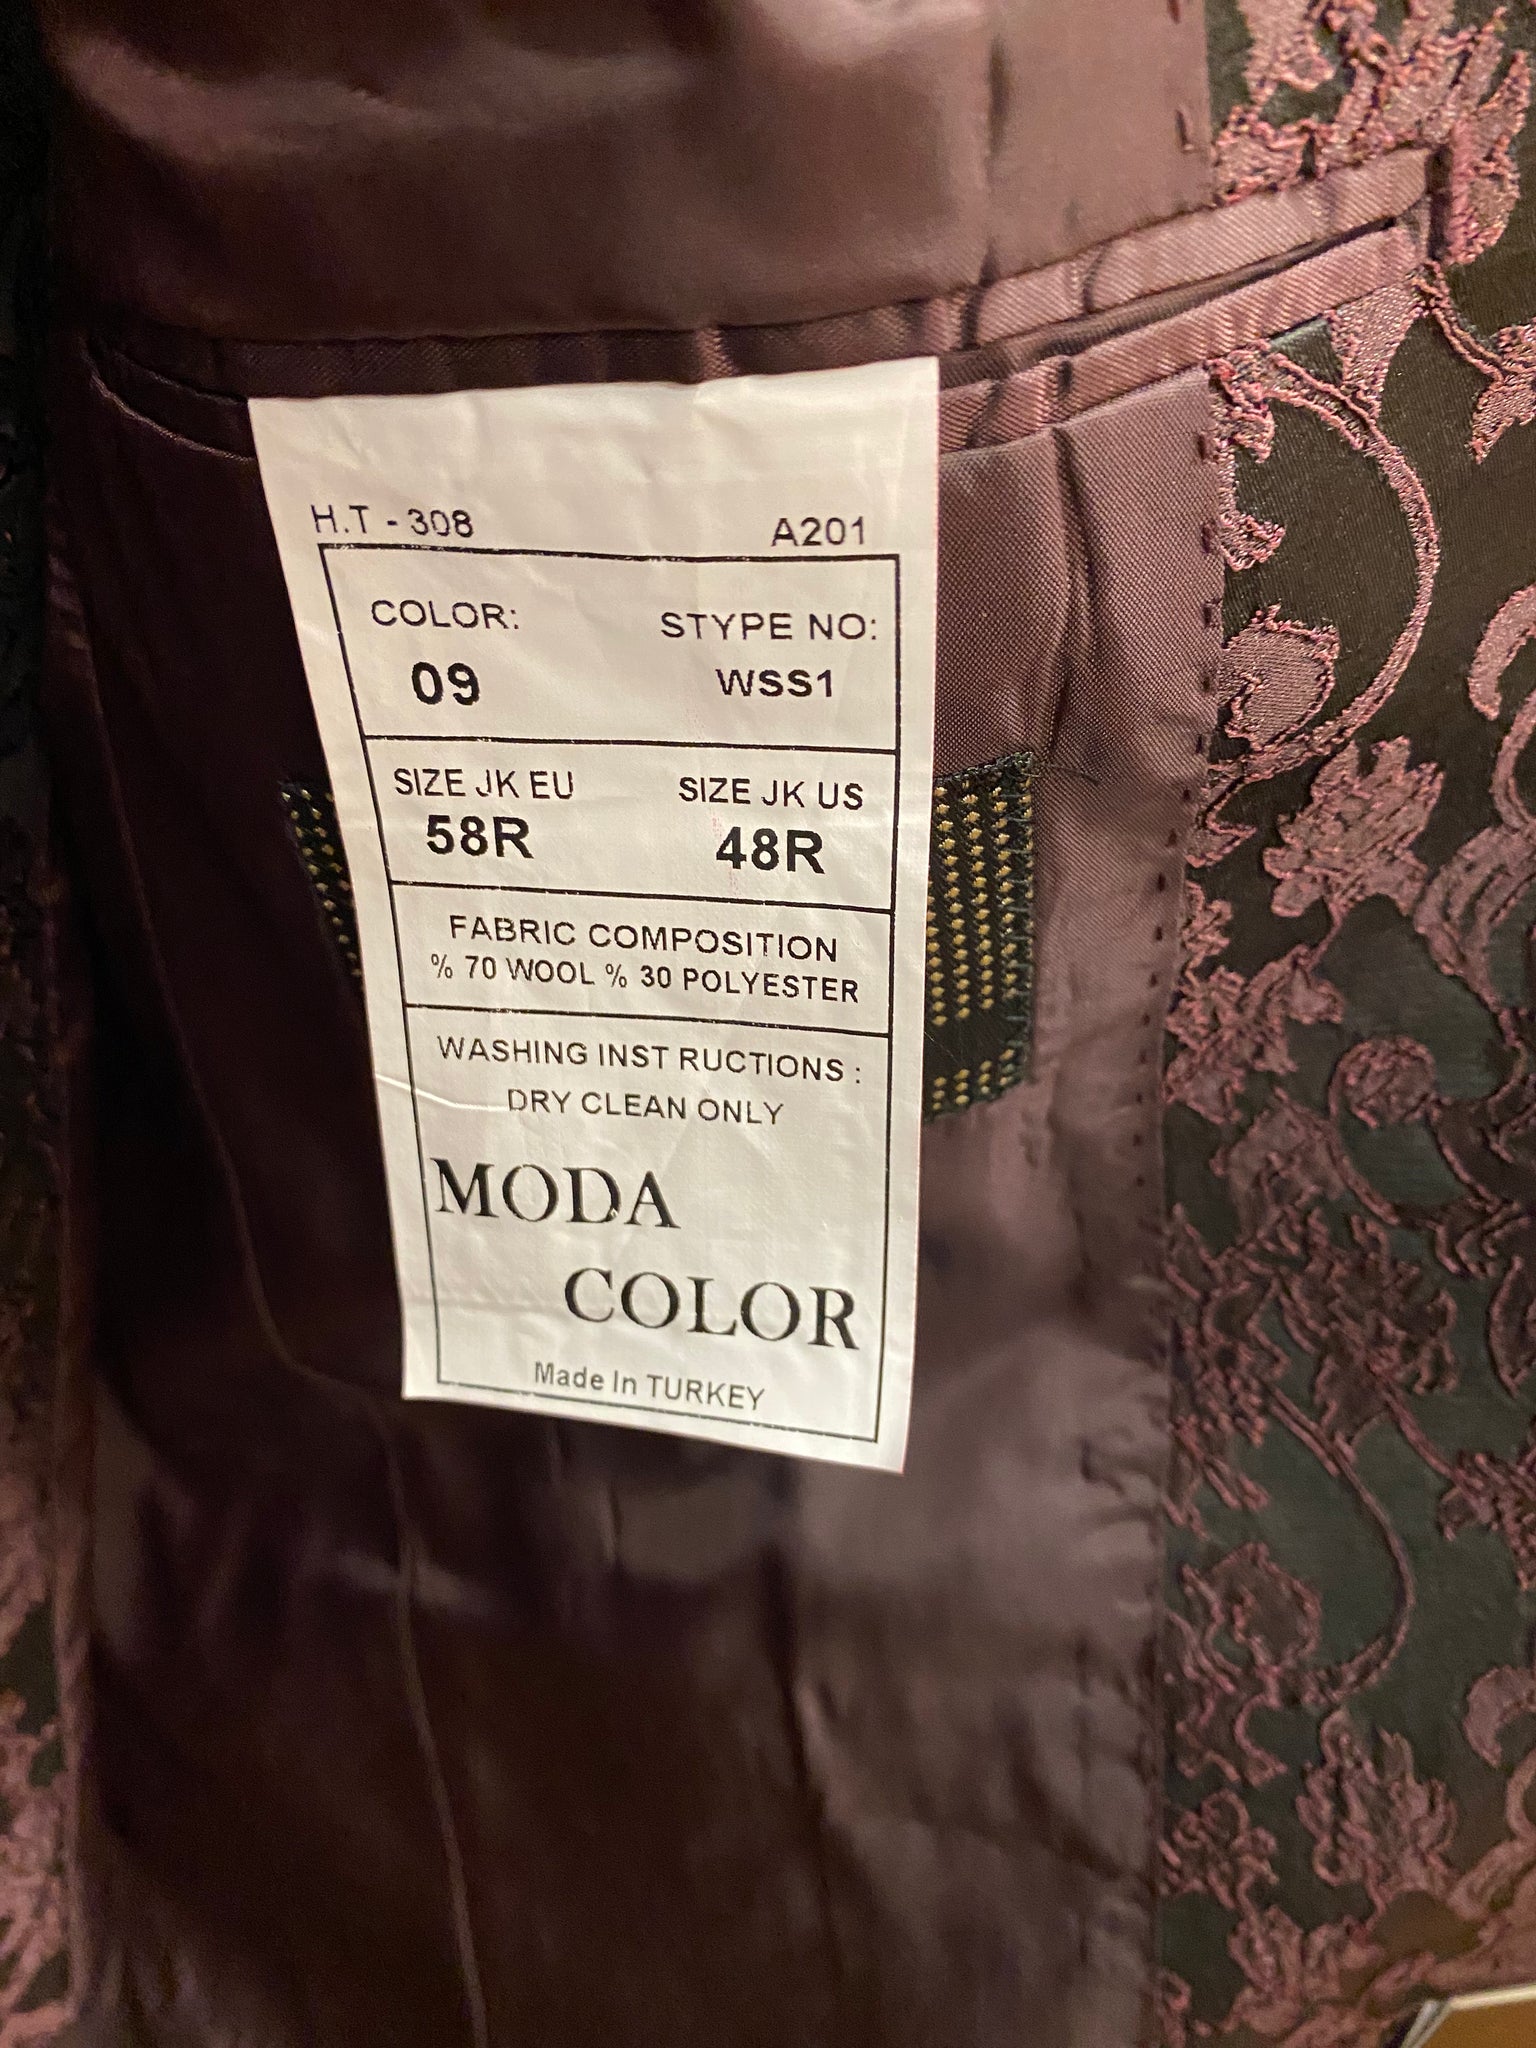 H.T - 308 A201
COLOR: STYPE NO:
09 WSS1
SIZE JK EU SIZE JK US
58R 48R
FABRIC COMPOSITION
% 70 WOOL % 30 POLYESTER
WASHING INST RUCTIONS :
DRY CLEAN ONLY
MODA
COLOR
Made In TURKEY